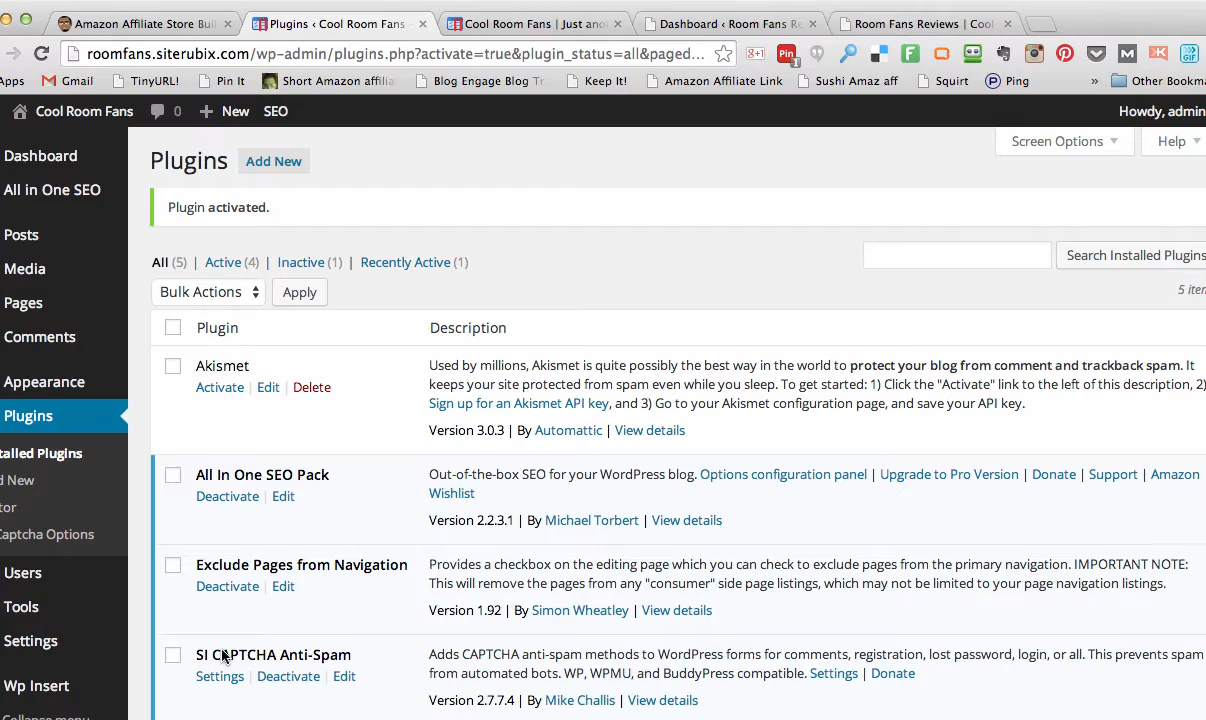 Amazon Affiliate Store Bui
Plugins ‹ Cool Room Fans
Cool Room Fans | Just ano
Dashboard ‹ Room Fans Re
Room Fans Reviews | Cool
roomfans.siterubix.com/wp-admin/plugins.php?activate=true&plugin_status=all&paged...
Apps Gmail TinyURL! Pin It Short Amazon affilia Blog Engage Blog Tr Keep It! Amazon Affiliate Link Sushi Amaz aff Squirt Ping » Other Bookma
Cool Room Fans 0 + New SEO Howdy, admin
Dashboard
All in One SEO
Posts
Media
Pages
Comments
Appearance
Plugins
talled Plugins
d New
tor
Captcha Options
Users
Tools
Settings
Wp Insert
Collapse menu
Screen Options Help
Plugins Add New
Plugin activated.
All (5) | Active (4) | Inactive (1) | Recently Active (1)
Search Installed Plugins
Bulk Actions Apply
5 iter
Plugin Description
Akismet
Activate | Edit | Delete
Used by millions, Akismet is quite possibly the best way in the world to protect your blog from comment and trackback spam. It
keeps your site protected from spam even while you sleep. To get started: 1) Click the "Activate" link to the left of this description, 2)
Sign up for an Akismet API key, and 3) Go to your Akismet configuration page, and save your API key.
Version 3.0.3 | By Automattic | View details
All In One SEO Pack
Deactivate | Edit
Out-of-the-box SEO for your WordPress blog. Options configuration panel | Upgrade to Pro Version | Donate | Support | Amazon
Wishlist
Version 2.2.3.1 | By Michael Torbert | View details
Exclude Pages from Navigation
Deactivate | Edit
Provides a checkbox on the editing page which you can check to exclude pages from the primary navigation. IMPORTANT NOTE:
This will remove the pages from any "consumer" side page listings, which may not be limited to your page navigation listings.
Version 1.92 | By Simon Wheatley | View details
SI CAPTCHA Anti-Spam
Settings | Deactivate | Edit
Adds CAPTCHA anti-spam methods to WordPress forms for comments, registration, lost password, login, or all. This prevents spam
from automated bots. WP, WPMU, and BuddyPress compatible. Settings | Donate
Version 2.7.7.4 | By Mike Challis | View details